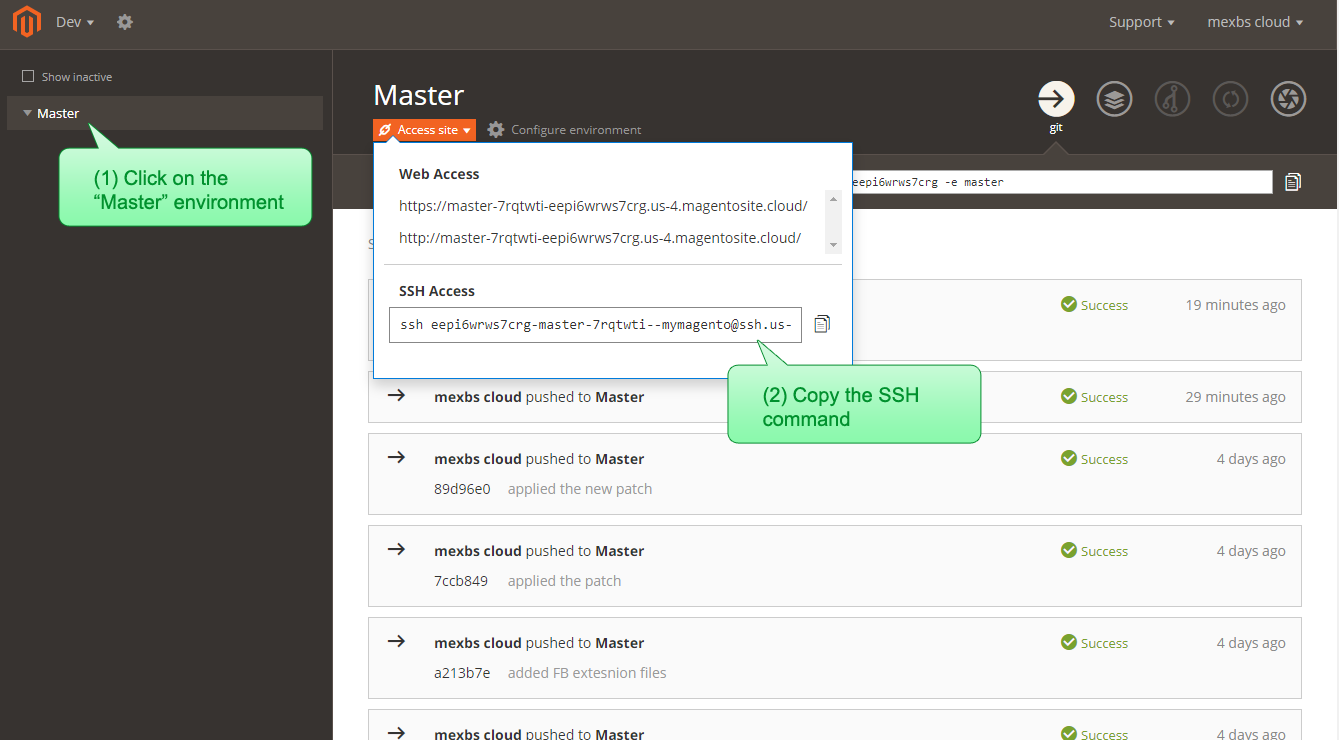 Dev
Support
mexbs cloud
Show inactive
Master
(1) Click on the
“Master” environment
Master
Access site
Configure environment
git
eepi6wrws7crg -e master
Web Access
https://master-7rqtwti-eepi6wrws7crg.us-4.magentosite.cloud/
http://master-7rqtwti-eepi6wrws7crg.us-4.magentosite.cloud/
SSH Access
ssh eepi6wrws7crg-master-7rqtwti--mymagento@ssh.us-
(2) Copy the SSH
command
Success 19 minutes ago
mexbs cloud pushed to Master Success 29 minutes ago
mexbs cloud pushed to Master Success 4 days ago
89d96e0 applied the new patch
mexbs cloud pushed to Master Success 4 days ago
7ccb849 applied the patch
mexbs cloud pushed to Master Success 4 days ago
a213b7e added FB extesnion files
mexbs cloud pushed to Master Success 4 days ago